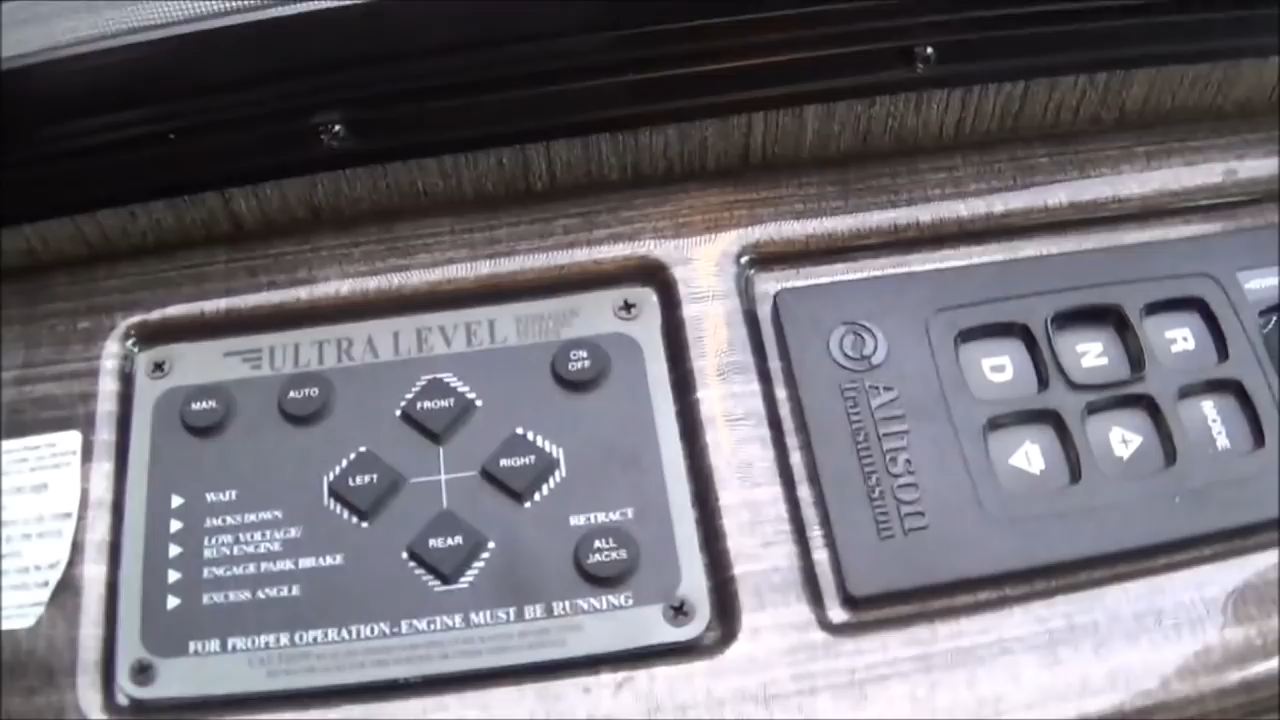 ULTRA LEVEL
ON
OFF
MAN.
AUTO
FRONT
LEFT
RIGHT
REAR
WAIT
JACKS DOWN
LOW VOLTAGE/
RUN ENGINE
ENGAGE PARK BRAKE
EXCESS ANGLE
RETRACT
ALL
JACKS
FOR PROPER OPERATION-ENGINE MUST BE RUNNING
Allison
Transmission
R
N
D
MODE